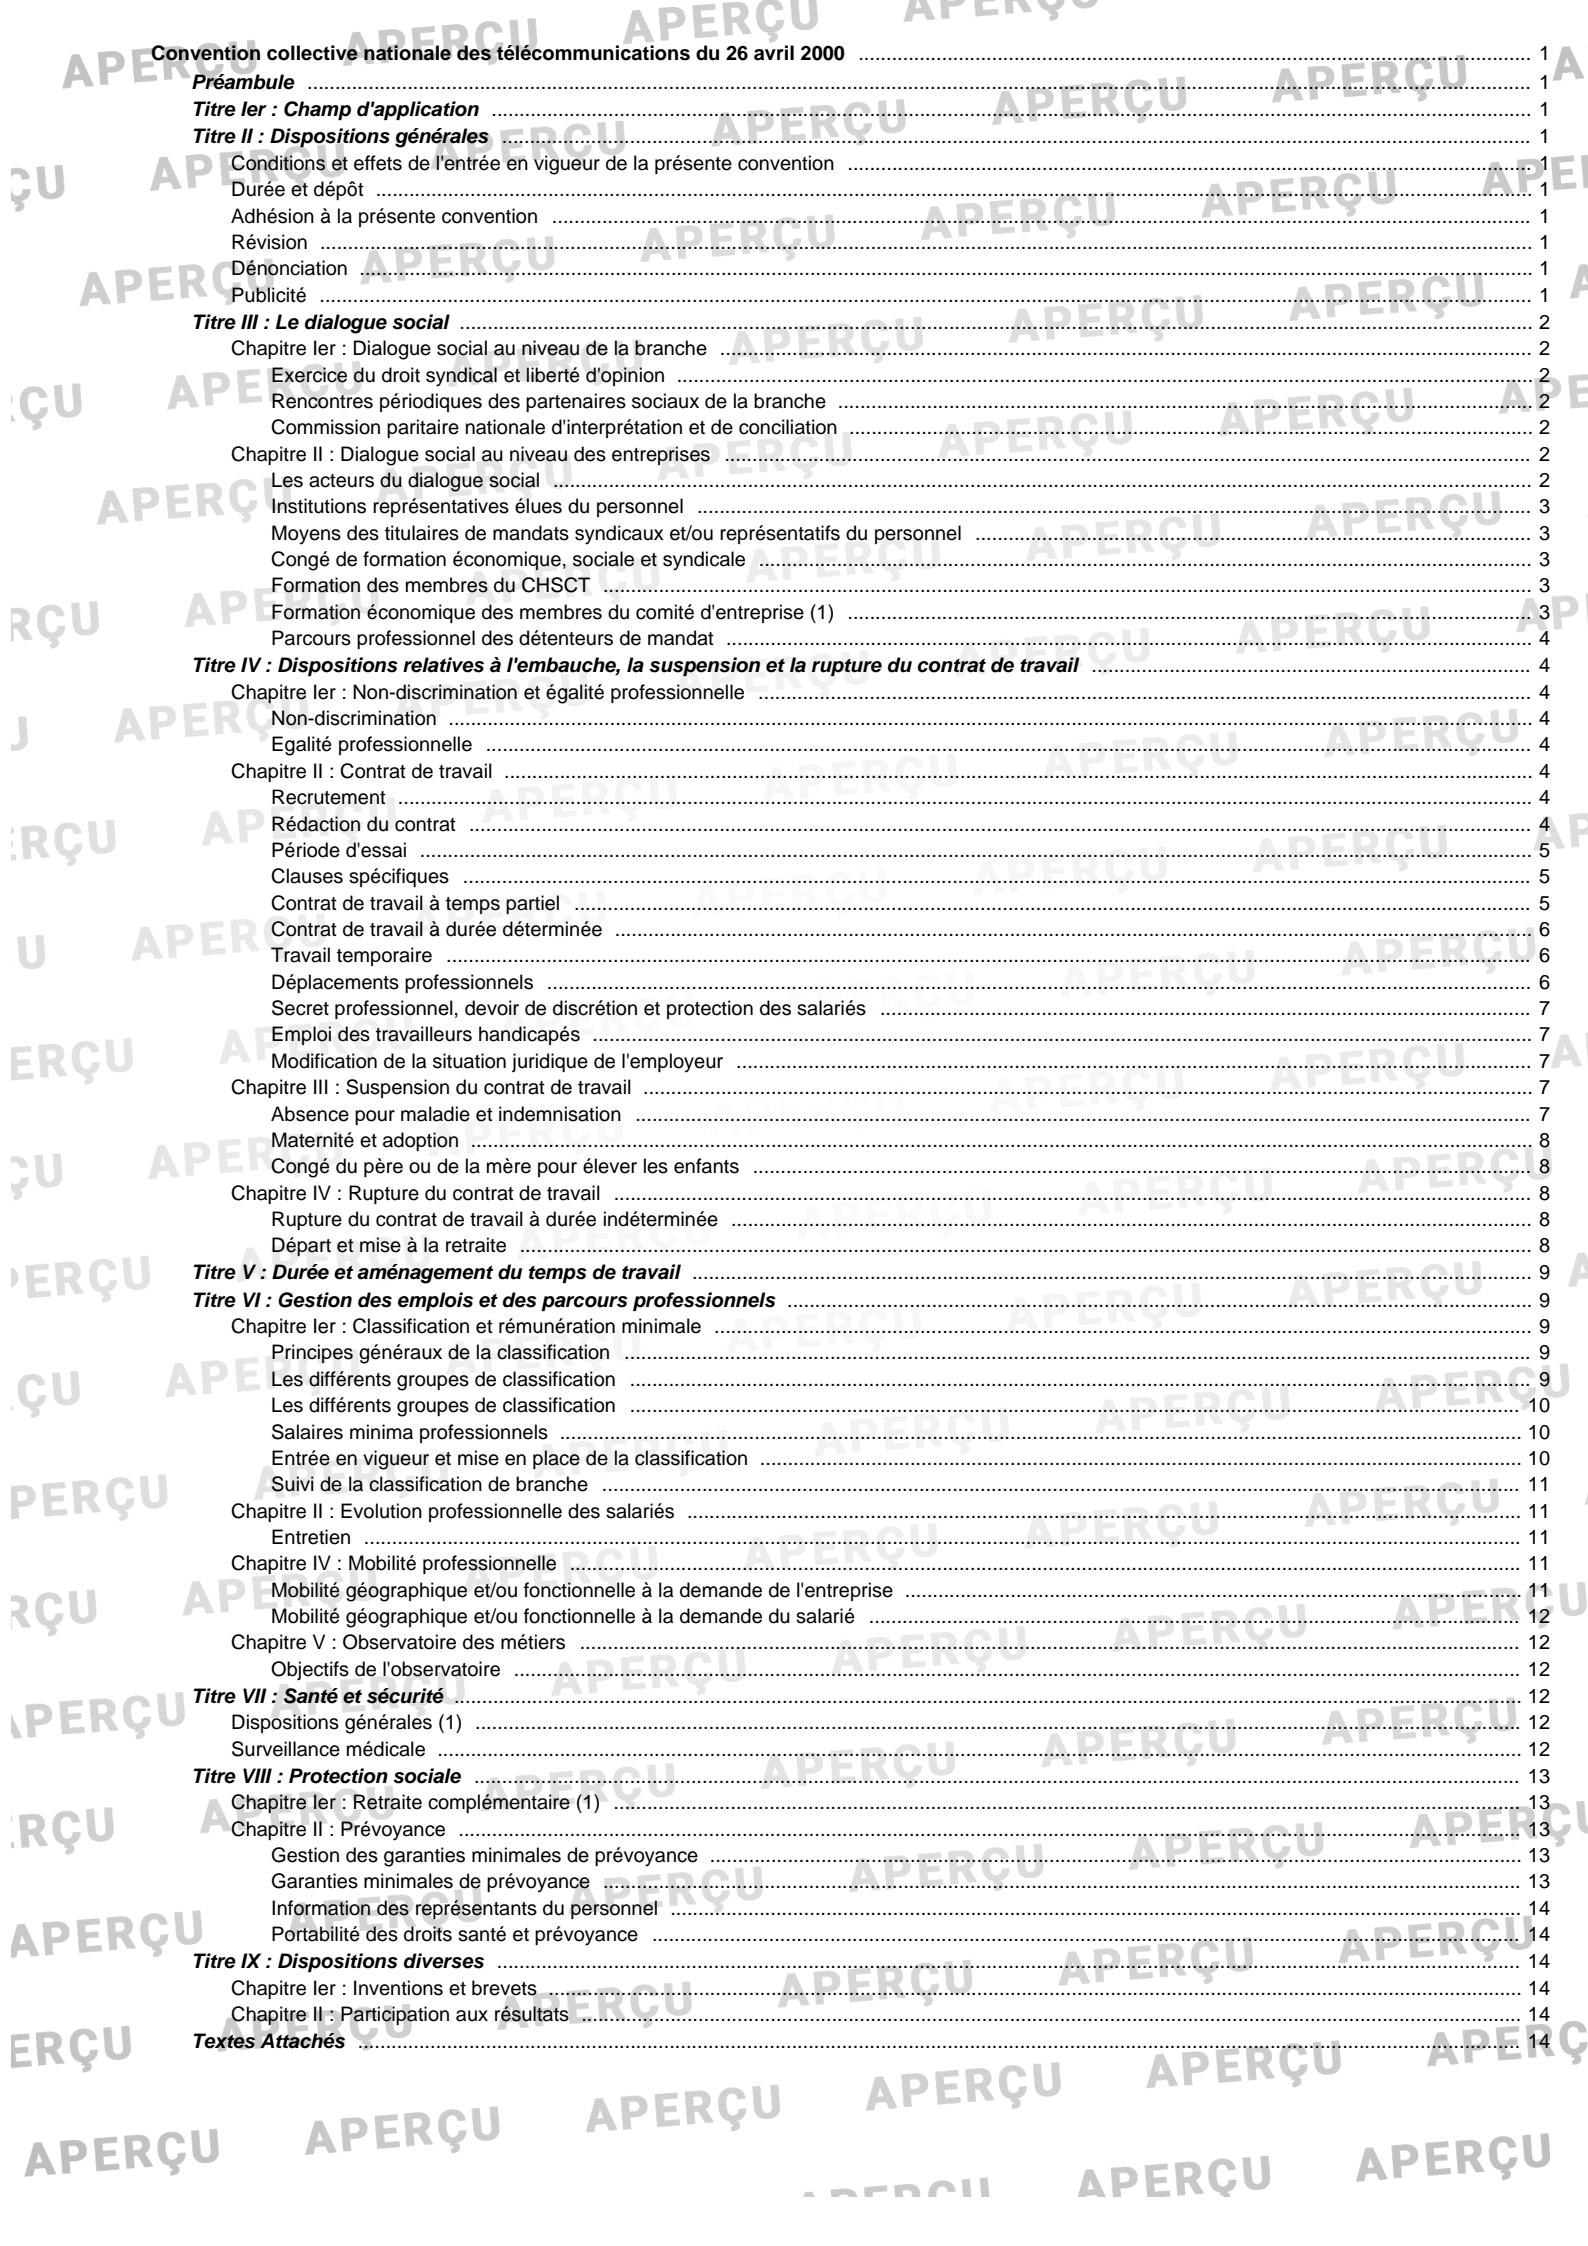 Convention collective nationale des télécommunications du 26 avril 2000 ... 1
Préambule ... 1
Titre Ier : Champ d'application ... 1
Titre II : Dispositions générales ... 1
Conditions et effets de l'entrée en vigueur de la présente convention ... 1
Durée et dépôt ... 1
Adhésion à la présente convention ... 1
Révision ... 1
Dénonciation ... 1
Publicité ... 1
Titre III : Le dialogue social ... 2
Chapitre Ier : Dialogue social au niveau de la branche ... 2
Exercice du droit syndical et liberté d'opinion ... 2
Rencontres périodiques des partenaires sociaux de la branche ... 2
Commission paritaire nationale d'interprétation et de conciliation ... 2
Chapitre II : Dialogue social au niveau des entreprises ... 2
Les acteurs du dialogue social ... 2
Institutions représentatives élues du personnel ... 3
Moyens des titulaires de mandats syndicaux et/ou représentatifs du personnel ... 3
Congé de formation économique, sociale et syndicale ... 3
Formation des membres du CHSCT ... 3
Formation économique des membres du comité d'entreprise (1) ... 3
Parcours professionnel des détenteurs de mandat ... 4
Titre IV : Dispositions relatives à l'embauche, la suspension et la rupture du contrat de travail ... 4
Chapitre Ier : Non-discrimination et égalité professionnelle ... 4
Non-discrimination ... 4
Egalité professionnelle ... 4
Chapitre II : Contrat de travail ... 4
Recrutement ... 4
Rédaction du contrat ... 4
Période d'essai ... 5
Clauses spécifiques ... 5
Contrat de travail à temps partiel ... 5
Contrat de travail à durée déterminée ... 6
Travail temporaire ... 6
Déplacements professionnels ... 6
Secret professionnel, devoir de discrétion et protection des salariés ... 7
Emploi des travailleurs handicapés ... 7
Modification de la situation juridique de l'employeur ... 7
Chapitre III : Suspension du contrat de travail ... 7
Absence pour maladie et indemnisation ... 7
Maternité et adoption ... 8
Congé du père ou de la mère pour élever les enfants ... 8
Chapitre IV : Rupture du contrat de travail ... 8
Rupture du contrat de travail à durée indéterminée ... 8
Départ et mise à la retraite ... 8
Titre V : Durée et aménagement du temps de travail ... 9
Titre VI : Gestion des emplois et des parcours professionnels ... 9
Chapitre Ier : Classification et rémunération minimale ... 9
Principes généraux de la classification ... 9
Les différents groupes de classification ... 9
Les différents groupes de classification ... 10
Salaires minima professionnels ... 10
Entrée en vigueur et mise en place de la classification ... 10
Suivi de la classification de branche ... 11
Chapitre II : Evolution professionnelle des salariés ... 11
Entretien ... 11
Chapitre IV : Mobilité professionnelle ... 11
Mobilité géographique et/ou fonctionnelle à la demande de l'entreprise ... 11
Mobilité géographique et/ou fonctionnelle à la demande du salarié ... 12
Chapitre V : Observatoire des métiers ... 12
Objectifs de l'observatoire ... 12
Titre VII : Santé et sécurité ... 12
Dispositions générales (1) ... 12
Surveillance médicale ... 12
Titre VIII : Protection sociale ... 13
Chapitre Ier : Retraite complémentaire (1) ... 13
Chapitre II : Prévoyance ... 13
Gestion des garanties minimales de prévoyance ... 13
Garanties minimales de prévoyance ... 13
Information des représentants du personnel ... 14
Portabilité des droits santé et prévoyance ... 14
Titre IX : Dispositions diverses ... 14
Chapitre Ier : Inventions et brevets ... 14
Chapitre II : Participation aux résultats ... 14
Textes Attachés ... 14
APERÇU